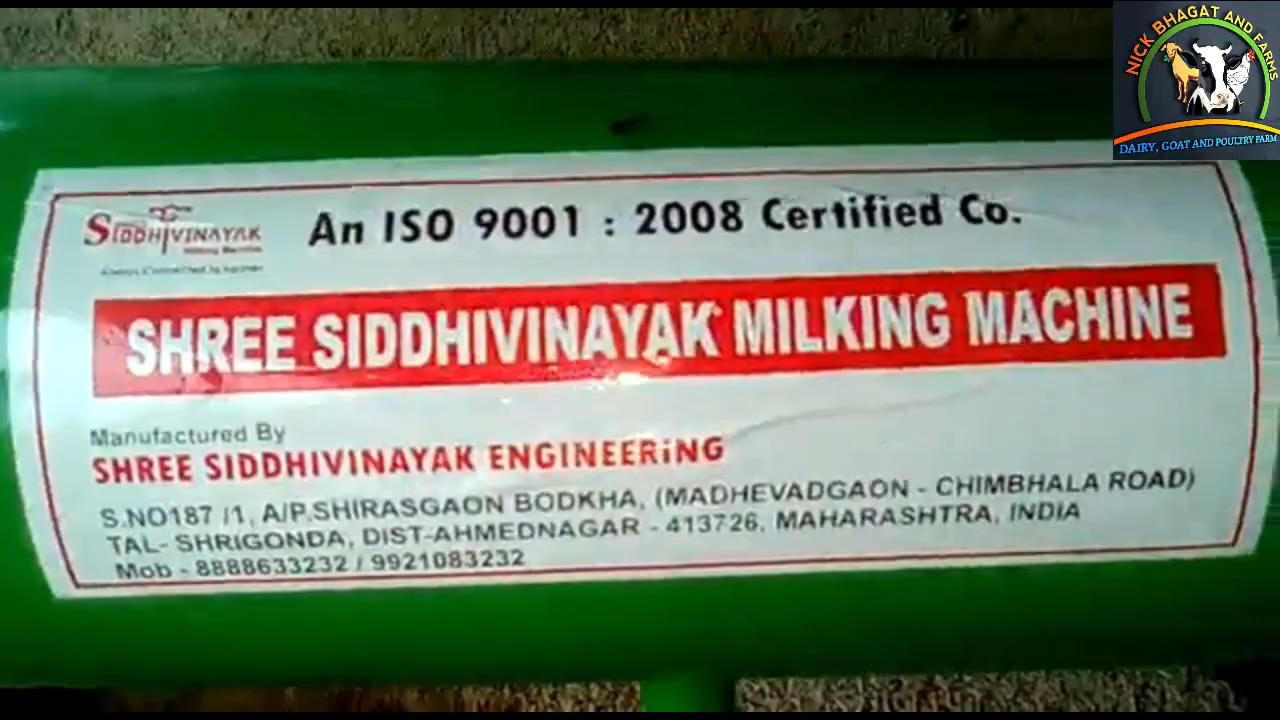 NICK BHAGAT AND FARMS
DAIRY, GOAT AND POULTRY FARM
SIDDHIVINAYAK
An ISO 9001 : 2008 Certified Co.
SHREE SIDDHIVINAYAK MILKING MACHINE
Manufactured By
SHREE SIDDHIVINAYAK ENGINEERING
S.NO187 /1, A/P.SHIRASGAON BODKHA, (MADHEVADGAON - CHIMBHALA ROAD)
TAL- SHRIGONDA, DIST-AHMEDNAGAR - 413726, MAHARASHTRA, INDIA
Mob - 8888633232 / 9921083232